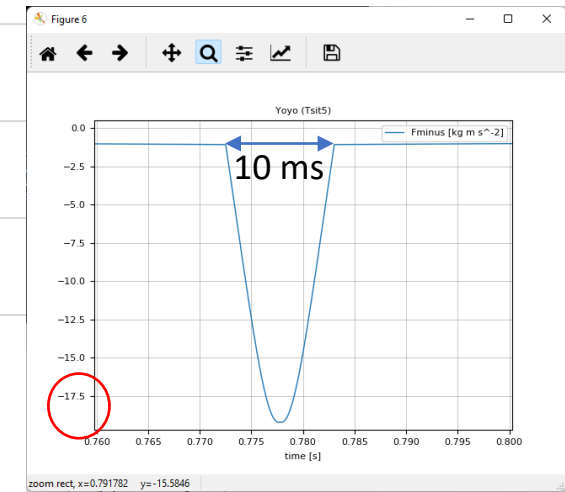 Figure 6
Yoyo (Tsit5)
Fminus [kg m s^-2]
10 ms
0.0
−2.5
−5.0
−7.5
−10.0
−12.5
−15.0
−17.5
0.760 0.765 0.770 0.775 0.780 0.785 0.790 0.795 0.800
time [s]
zoom rect, x=0.791782 y=-15.5846